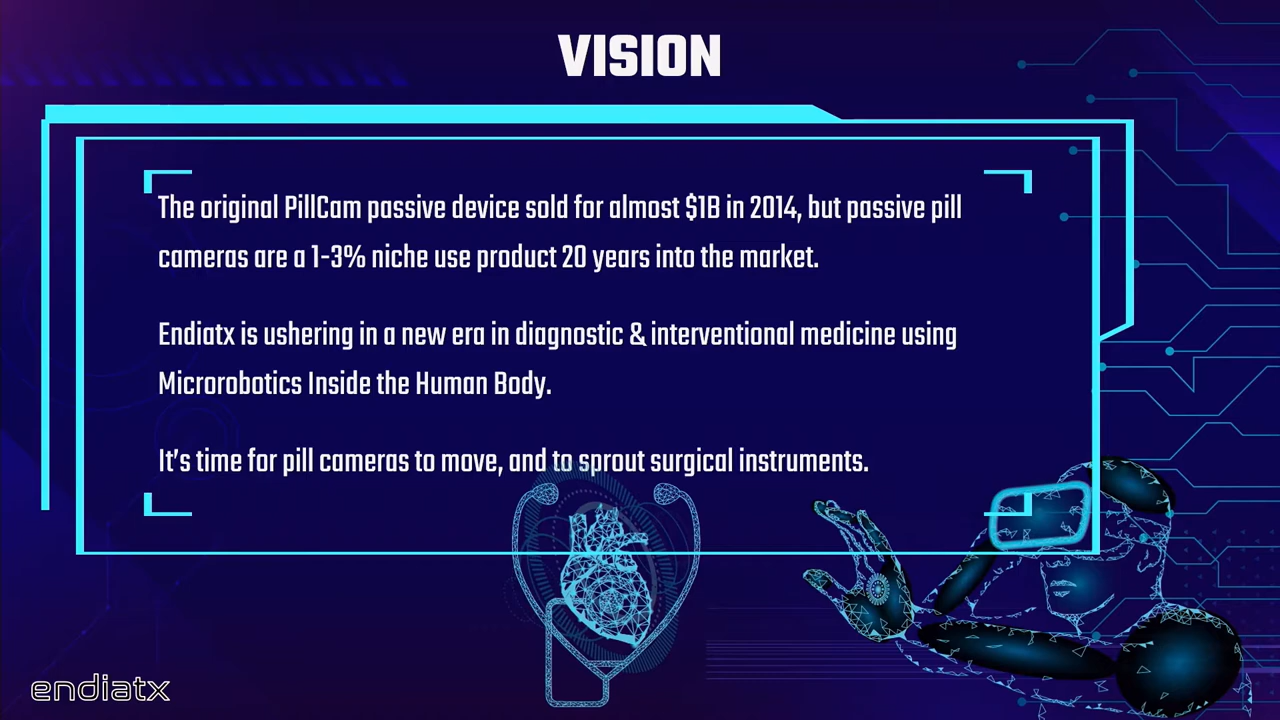 VISION
The original PillCam passive device sold for almost $1B in 2014, but passive pill
cameras are a 1-3% niche use product 20 years into the market.
Endiatx is ushering in a new era in diagnostic & interventional medicine using
Microrobotics Inside the Human Body.
It's time for pill cameras to move, and to sprout surgical instruments.
endiatx